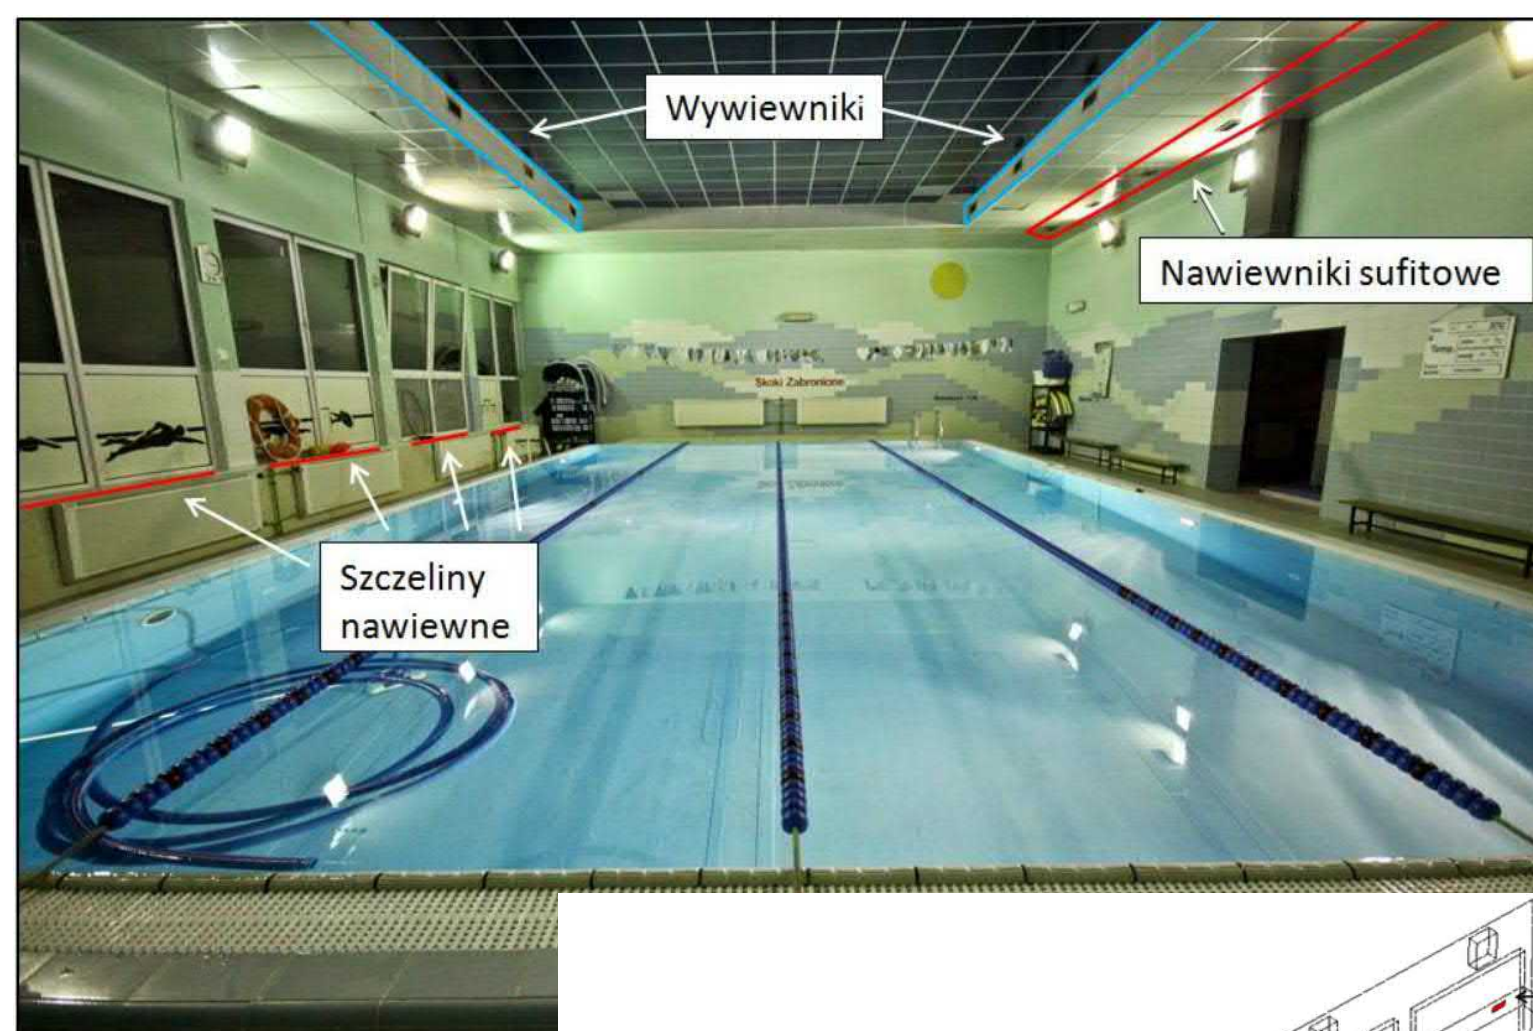 Wywiewniki
Nawiewniki sufitowe
Skoki Zabronione
Szczeliny
nawiewne